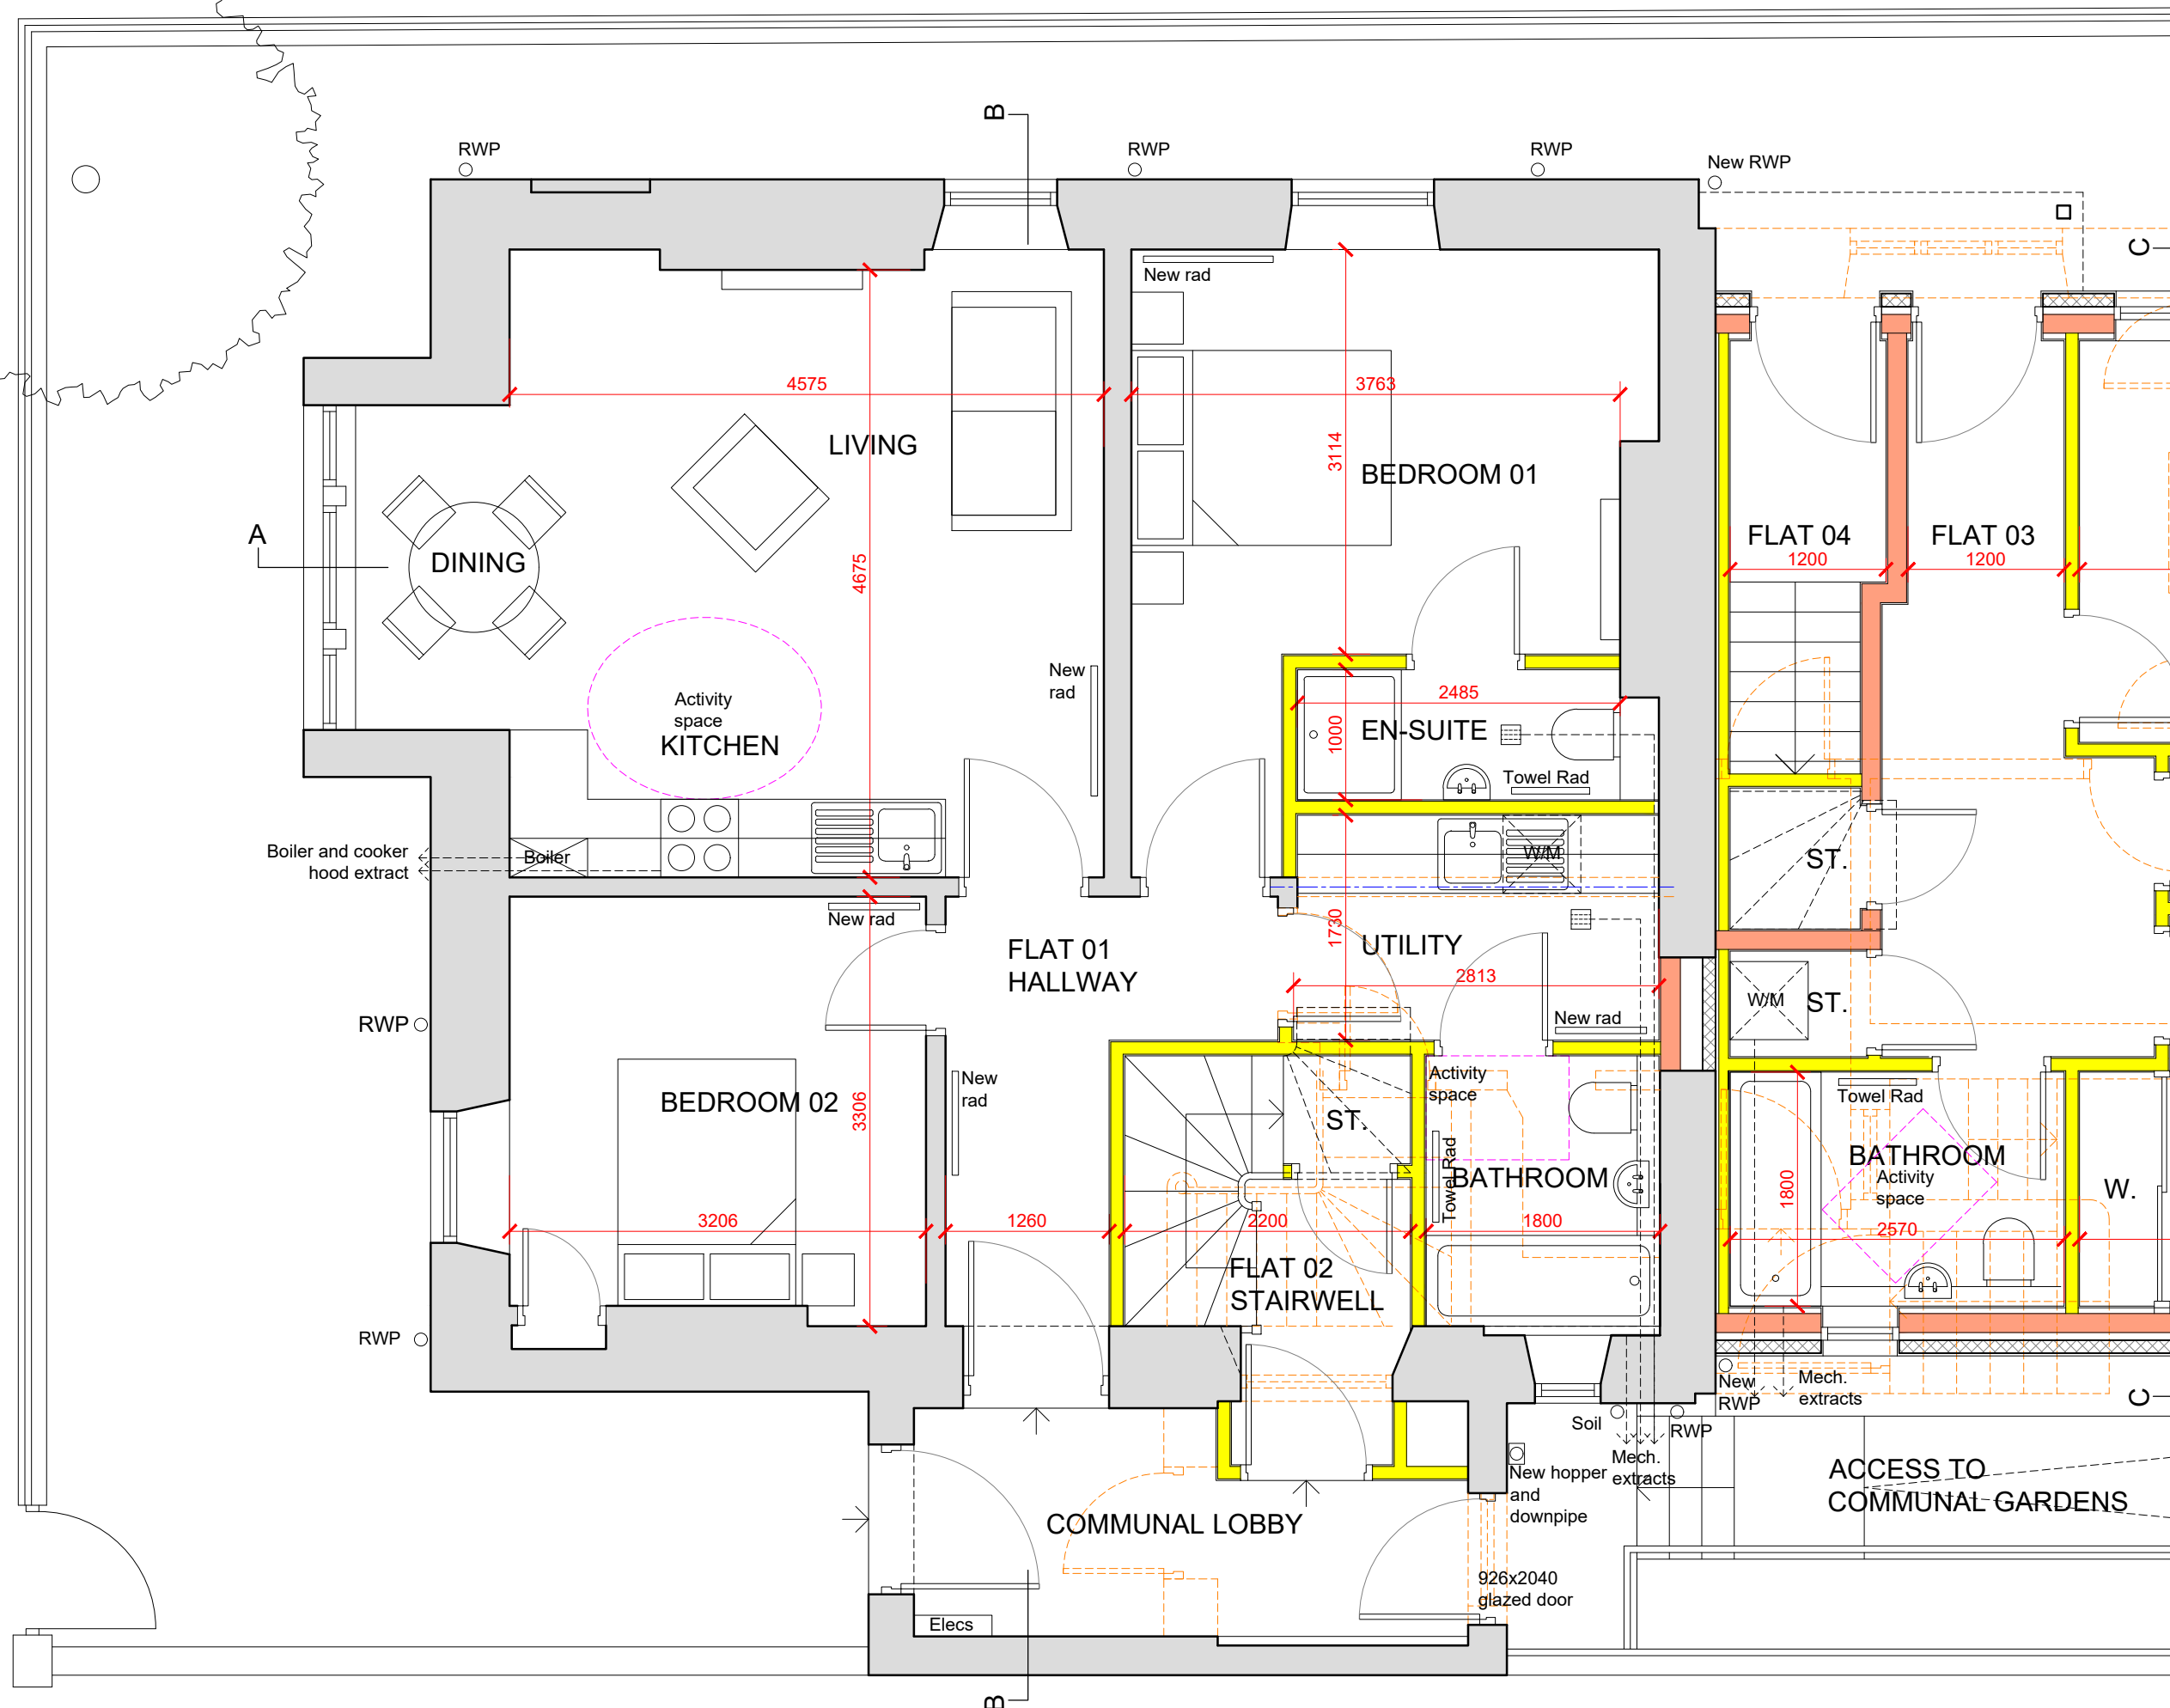 B
RWP
RWP
RWP
New RWP
C
New rad
4575
3763
LIVING
3114
BEDROOM 01
A
DINING
FLAT 04
1200
FLAT 03
1200
4675
New
rad
Activity
space
KITCHEN
2485
1000
EN-SUITE
Towel Rad
Boiler and cooker
hood extract
Boiler
W/M
ST.
New rad
1730
UTILITY
FLAT 01
HALLWAY
2813
W/M
ST.
RWP
New rad
New
rad
Activity
space
BEDROOM 02
3306
ST.
Towel Rad
BATHROOM
Towel Rad
BATHROOM
Activity
space
1800
W.
3206
1260
2200
1800
2570
FLAT 02
STAIRWELL
RWP
New
RWP
Mech.
extracts
C
Soil
RWP
Mech.
extracts
New hopper
and
downpipe
ACCESS TO
COMMUNAL GARDENS
COMMUNAL LOBBY
926x2040
glazed door
Elecs
B